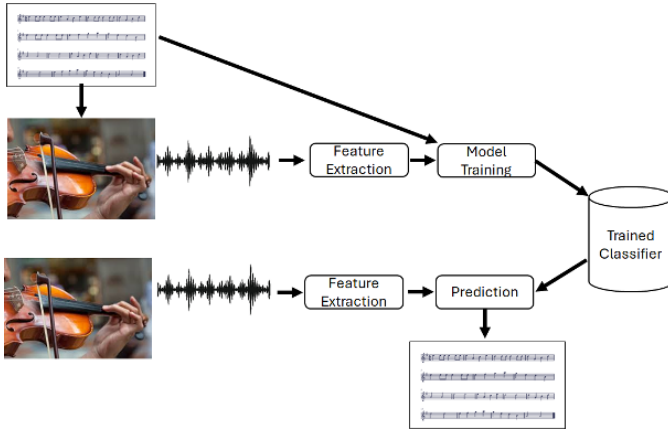 Feature
Extraction
Model
Training
Trained
Classifier
Feature
Extraction
Prediction